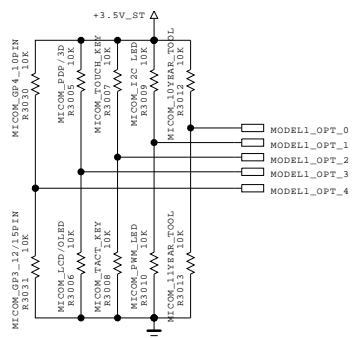 +3.5V_ST
MICOM_GP4_10PIN
R3030 10K
MICOM_PDP/3D
R3005 10K
MICOM_TOUCH_KEY
R3007 10K
MICOM_I2C LED
R3009 10K
MICOM_10YEAR_TOOL
R3012 10K
MODEL1_OPT_0
MODEL1_OPT_1
MODEL1_OPT_2
MODEL1_OPT_3
MODEL1_OPT_4
MICOM_GP3_12/15PIN
R3031 10K
MICOM_LCD/OLED
R3006 10K
MICOM_TACT_KEY
R3008 10K
MICOM_PWM_LED
R3010 10K
MICOM_11YEAR_TOOL
R3013 10K